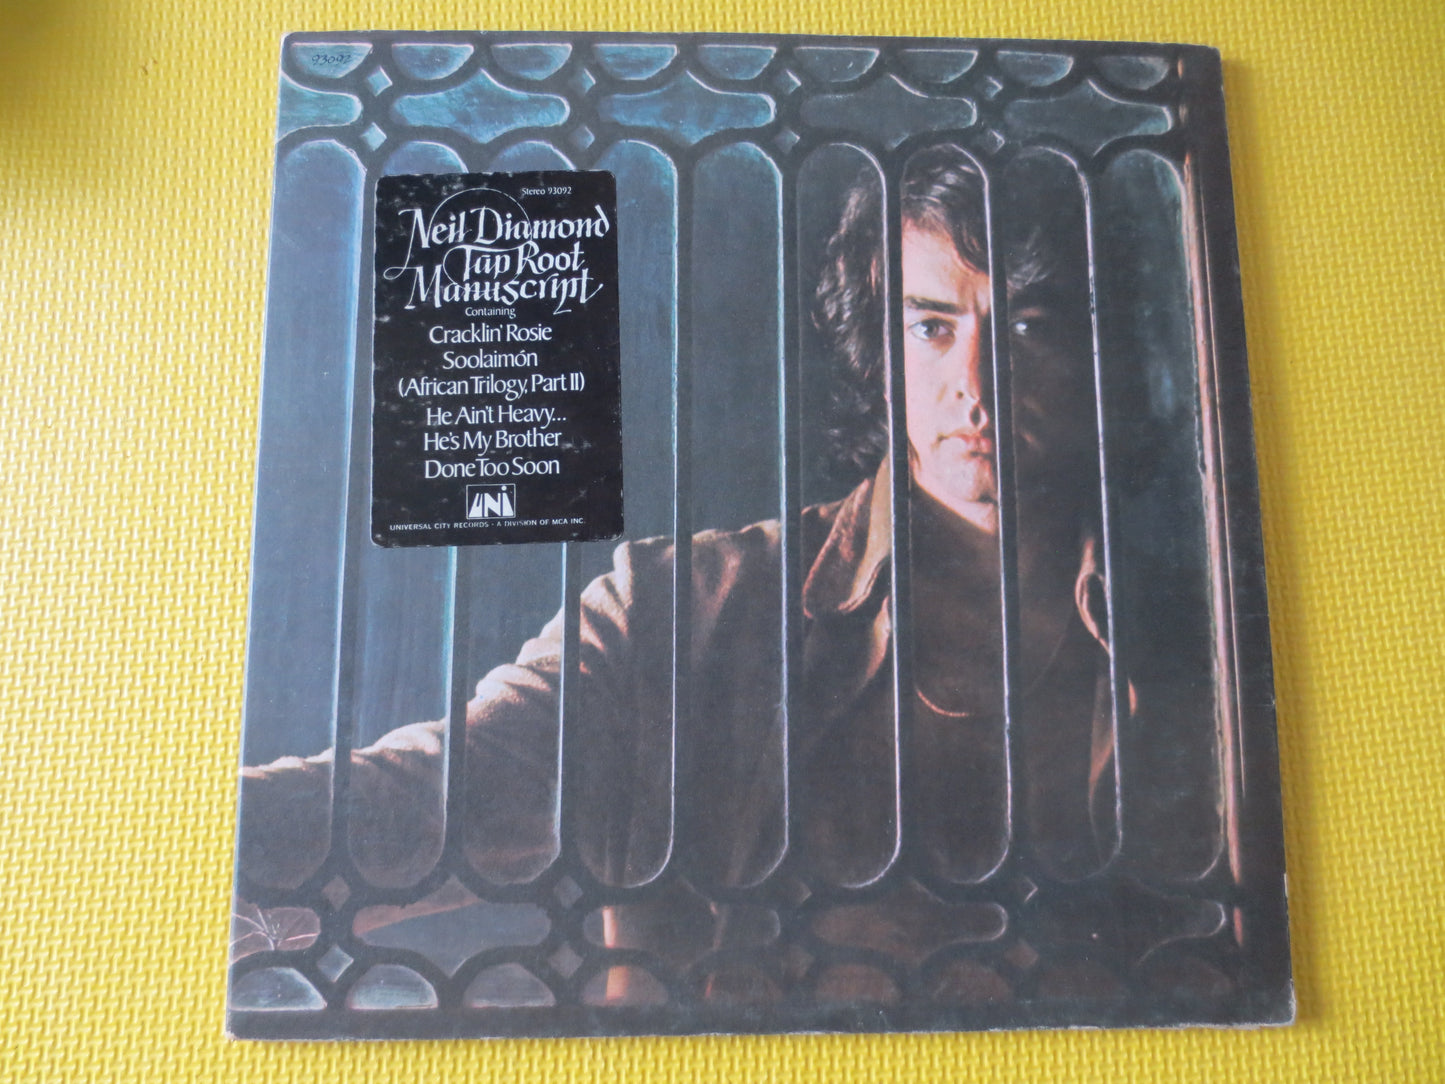 93092
Stereo 93092
Neil Diamond
Tap Root
Manuscript
Containing
Cracklin' Rosie
Soolaimón
(African Trilogy, Part II)
He Ain't Heavy...
He's My Brother
Done Too Soon
UNI
UNIVERSAL CITY RECORDS • A DIVISION OF MCA INC.